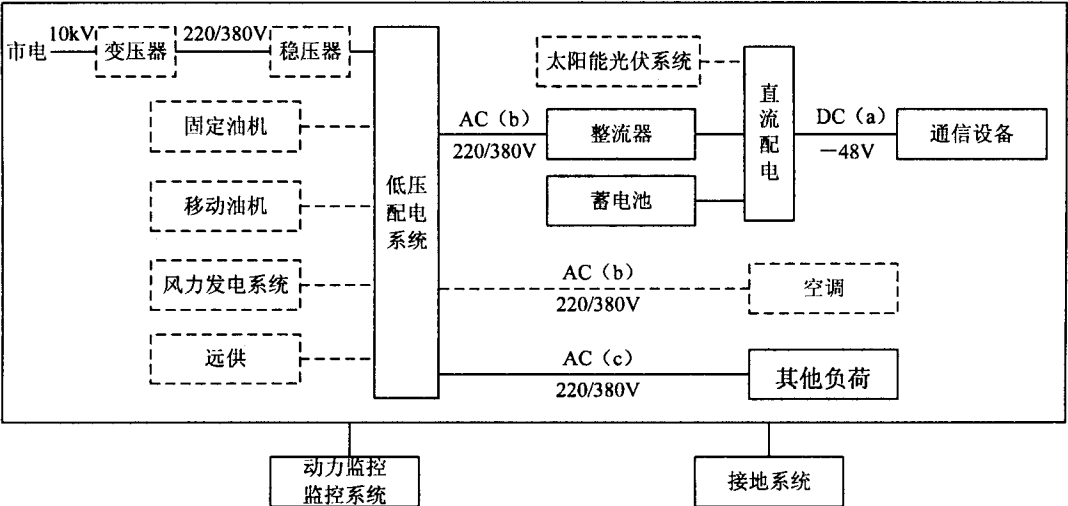 市电
10kV
变压器
220/380V
稳压器
固定油机
移动油机
风力发电系统
远供
低压
配电
系统
太阳能光伏系统
AC（b）
220/380V
整流器
蓄电池
直
流
配
电
DC（a）
－48V
通信设备
AC（b）
220/380V
空调
AC（c）
220/380V
其他负荷
动力监控
监控系统
接地系统